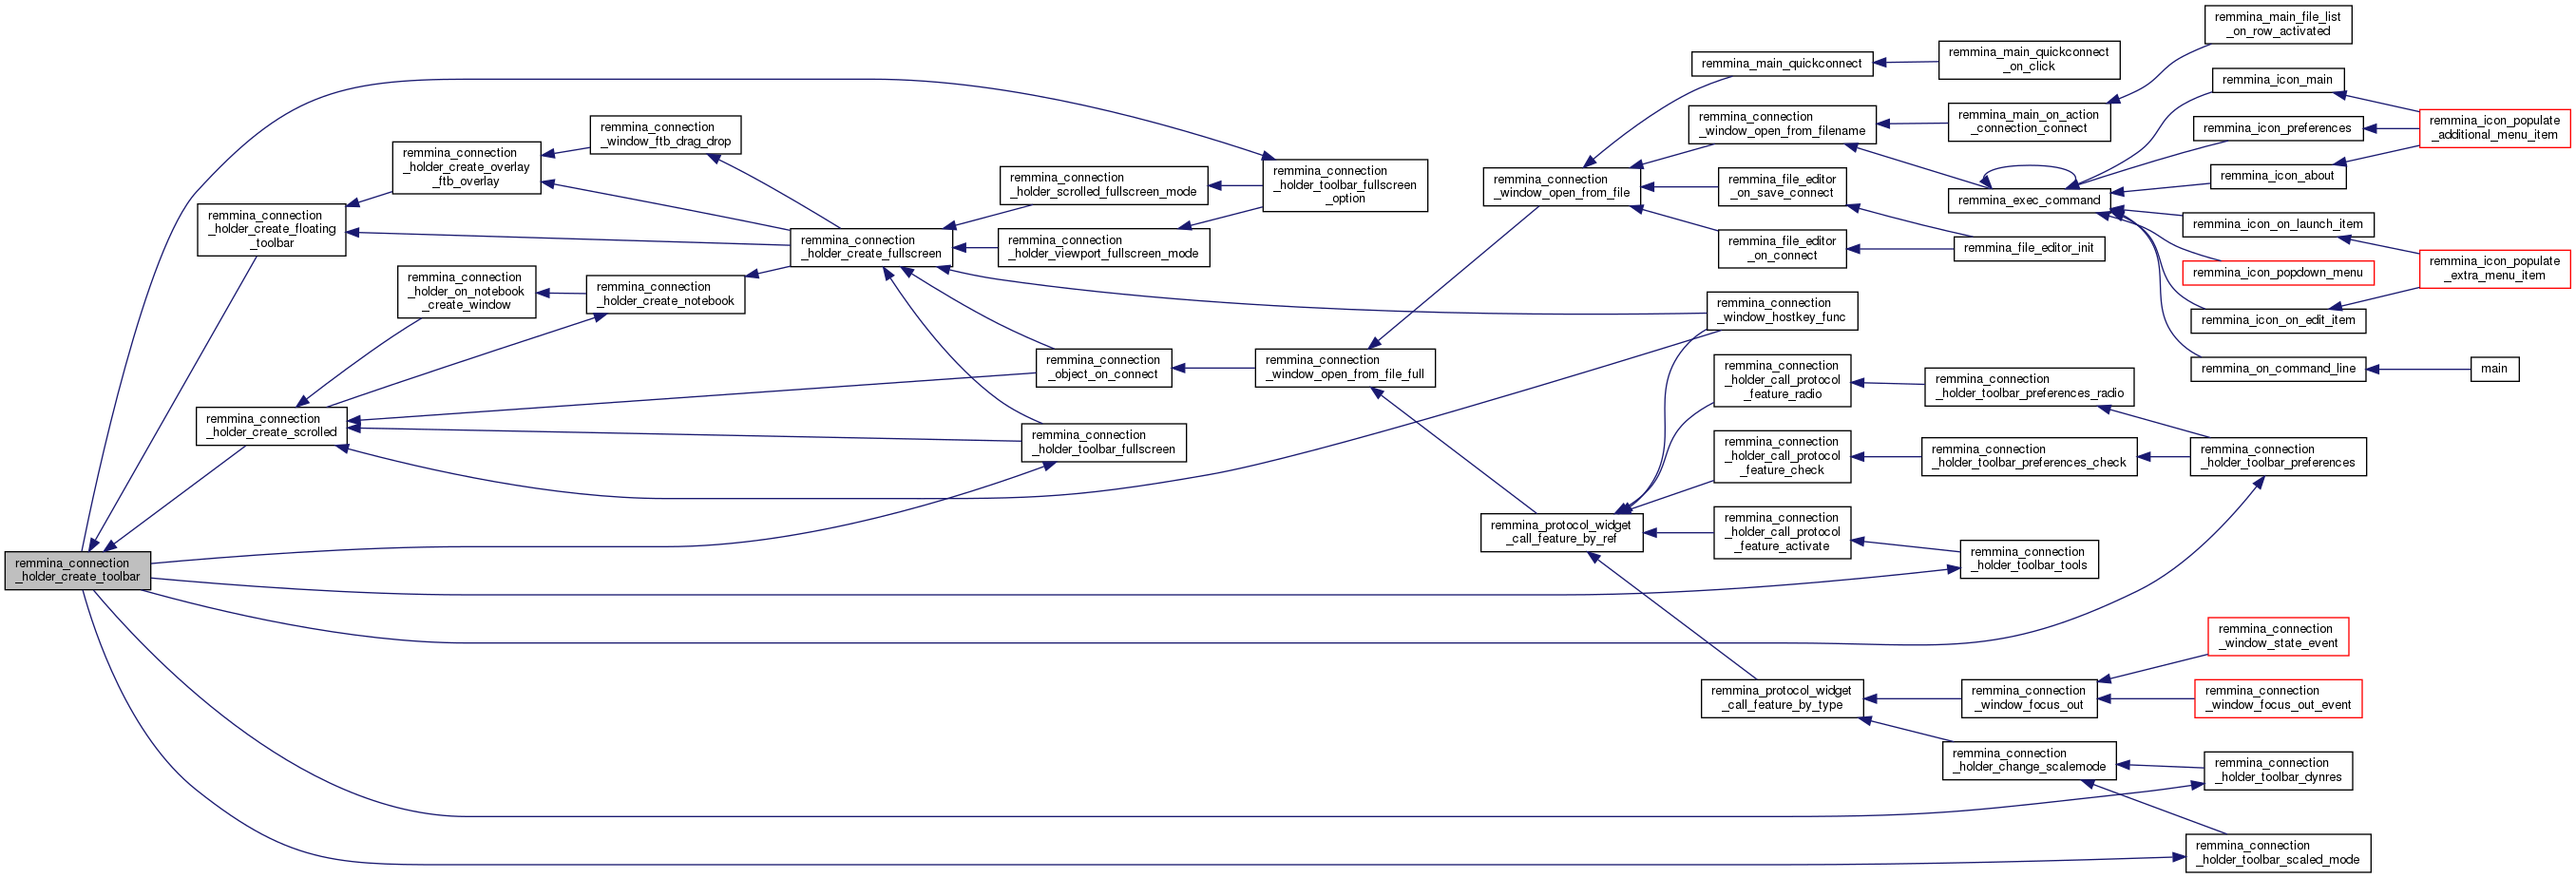 remmina_connection
_holder_create_toolbar
remmina_connection
_holder_create_floating
_toolbar
remmina_connection
_holder_create_scrolled
remmina_connection
_holder_create_overlay
_ftb_overlay
remmina_connection
_holder_on_notebook
_create_window
remmina_connection
_window_ftb_drag_drop
remmina_connection
_holder_create_notebook
remmina_connection
_holder_create_fullscreen
remmina_connection
_holder_scrolled_fullscreen_mode
remmina_connection
_holder_viewport_fullscreen_mode
remmina_connection
_object_on_connect
remmina_connection
_holder_toolbar_fullscreen
remmina_connection
_holder_toolbar_fullscreen
_option
remmina_connection
_window_open_from_file_full
remmina_connection
_window_open_from_file
remmina_protocol_widget
_call_feature_by_ref
remmina_main_quickconnect
remmina_connection
_window_open_from_filename
remmina_file_editor
_on_save_connect
remmina_file_editor
_on_connect
remmina_connection
_window_hostkey_func
remmina_connection
_holder_call_protocol
_feature_radio
remmina_connection
_holder_call_protocol
_feature_check
remmina_connection
_holder_call_protocol
_feature_activate
remmina_protocol_widget
_call_feature_by_type
remmina_main_quickconnect
_on_click
remmina_main_on_action
_connection_connect
remmina_exec_command
remmina_file_editor_init
remmina_connection
_holder_toolbar_preferences_radio
remmina_connection
_holder_toolbar_preferences_check
remmina_connection
_holder_toolbar_tools
remmina_connection
_window_focus_out
remmina_connection
_holder_change_scalemode
remmina_main_file_list
_on_row_activated
remmina_icon_main
remmina_icon_preferences
remmina_icon_about
remmina_icon_on_launch_item
remmina_icon_popdown_menu
remmina_icon_on_edit_item
remmina_on_command_line
remmina_connection
_holder_toolbar_preferences
remmina_connection
_window_state_event
remmina_connection
_window_focus_out_event
remmina_connection
_holder_toolbar_dynres
remmina_connection
_holder_toolbar_scaled_mode
remmina_icon_populate
_additional_menu_item
remmina_icon_populate
_extra_menu_item
main